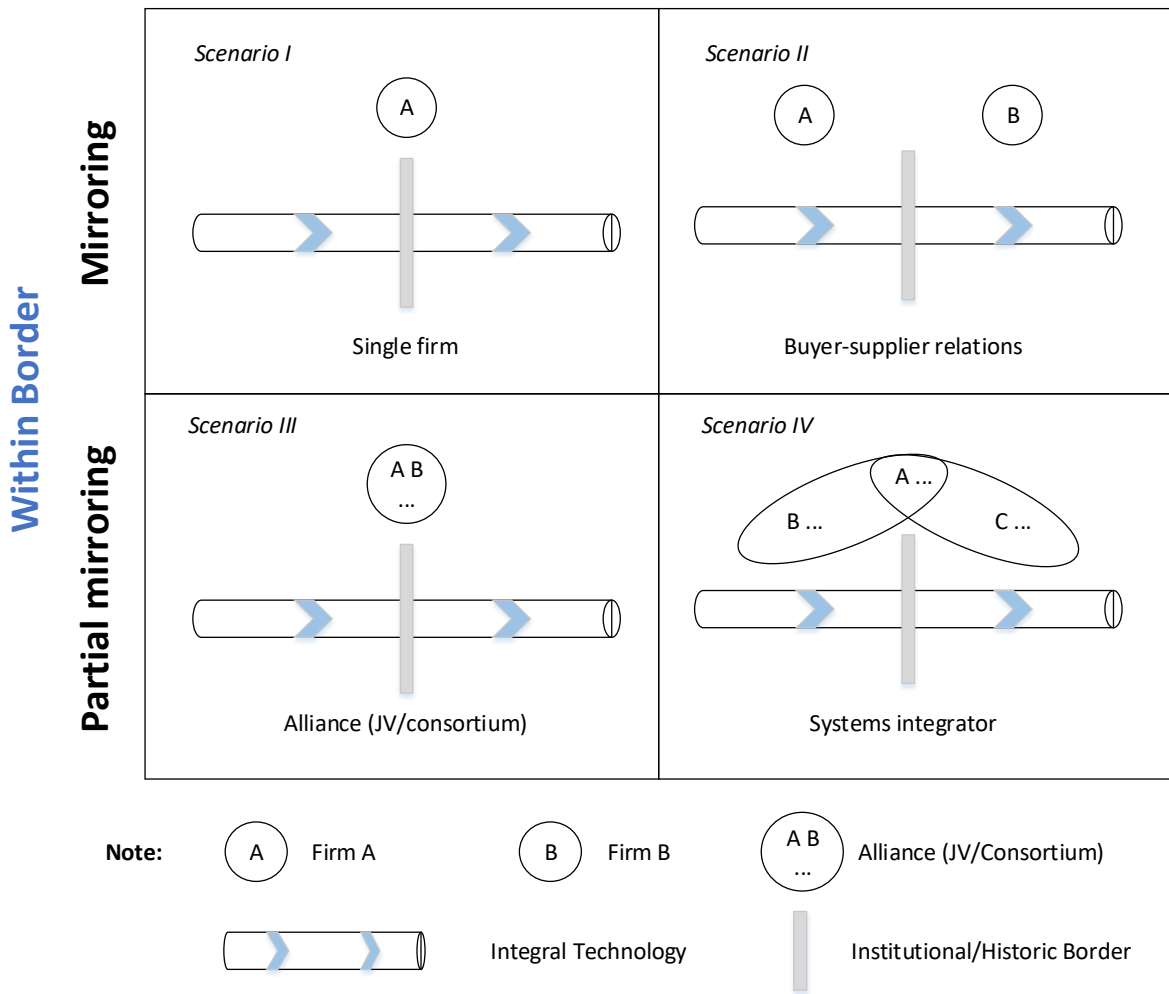 Within Border
Mirroring
Scenario I
A
Single firm
Scenario II
A
B
Buyer-supplier relations
Partial mirroring
Scenario III
A B
...
Alliance (JV/consortium)
Scenario IV
A ...
B ...
C ...
Systems integrator
Note:
A
Firm A
B
Firm B
A B
...
Alliance (JV/Consortium)
Integral Technology
Institutional/Historic Border